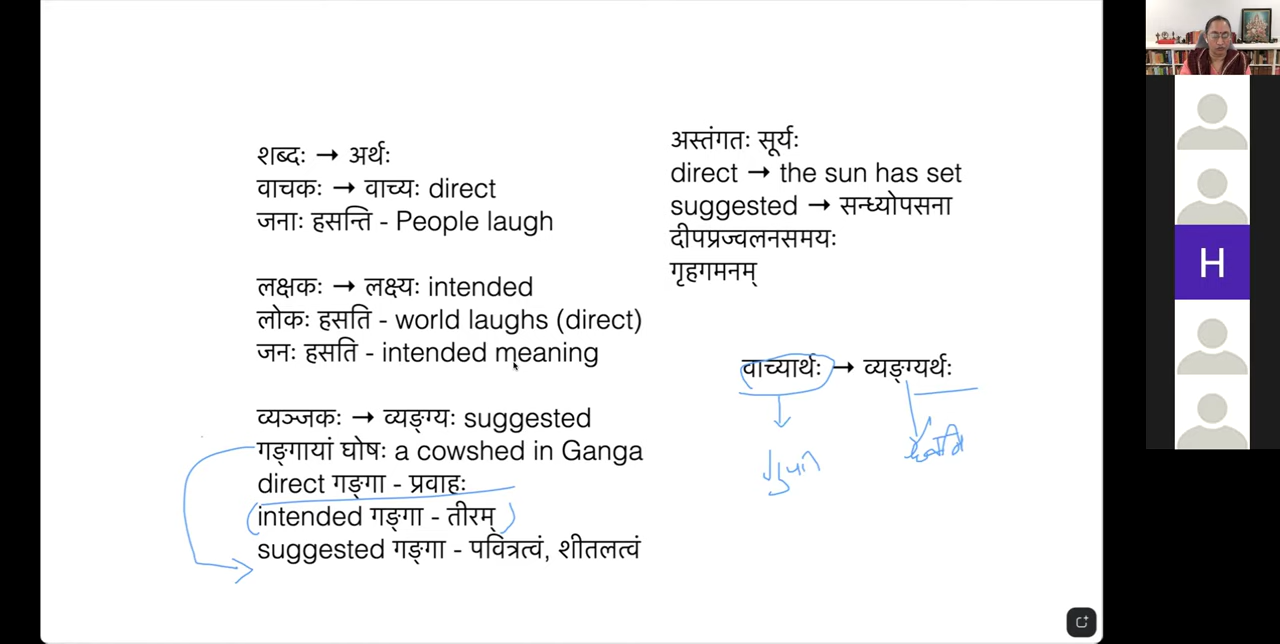 शब्दः → अर्थः
वाचकः → वाच्यः direct
जनाः हसन्ति - People laugh
लक्षकः → लक्ष्यः intended
लोकः हसति - world laughs (direct)
जनः हसति - intended meaning
व्यञ्जकः → व्यङ्ग्यः suggested
गङ्गायां घोषः a cowshed in Ganga
direct गङ्गा - प्रवाहः
intended गङ्गा - तीरम्
suggested गङ्गा - पवित्रत्वं, शीतलत्वं
अस्तंगतः सूर्यः
direct → the sun has set
suggested → सन्ध्योपसना
दीपप्रज्वलनसमयः
गृहगमनम्
वाच्यार्थः → व्यङ्ग्यर्थः
H